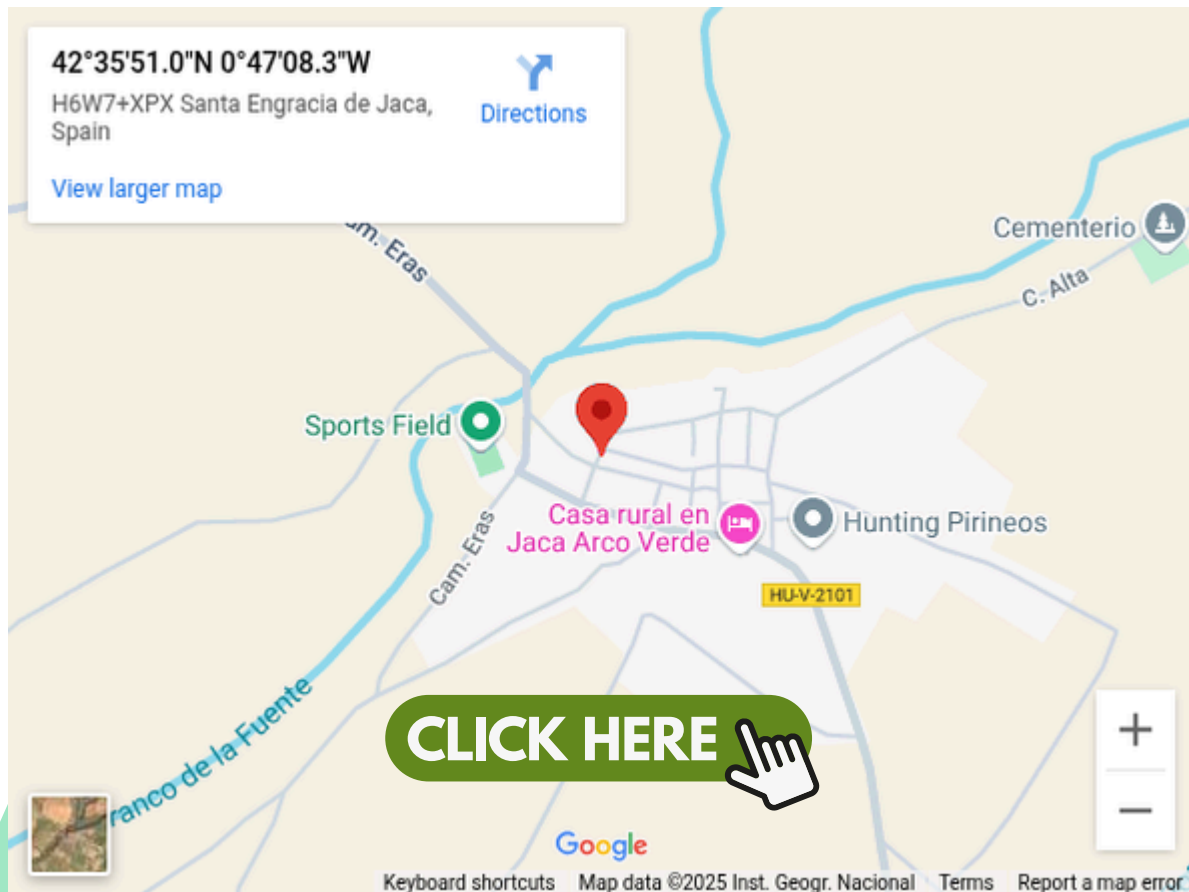 42°35'51.0"N 0°47'08.3"W
Directions
H6W7+XPX Santa Engracia de Jaca,
Spain
View larger map
m. Eras
Cementerio
C. Alta
Sports Field
Casa rural en
Jaca Arco Verde
Hunting Pirineos
Cam. Eras
HU-V-2101
ranco de la Fuente
CLICK HERE
+
−
Google
Keyboard shortcuts Map data ©2025 Inst. Geogr. Nacional Terms Report a map error